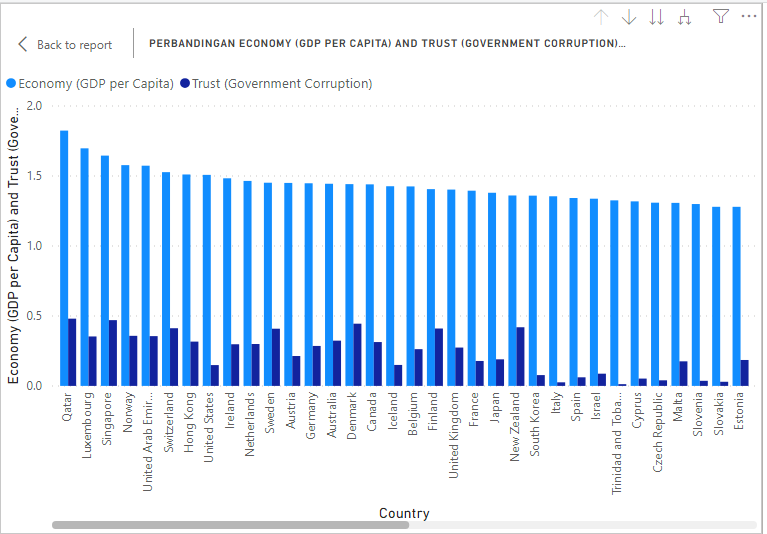 Back to report
PERBANDINGAN ECONOMY (GDP PER CAPITA) AND TRUST (GOVERNMENT CORRUPTION)...
Economy (GDP per Capita) Trust (Government Corruption)
Economy (GDP per Capita) and Trust (Gove...
2.0
1.5
1.0
0.5
0.0
Qatar
Luxembourg
Singapore
Norway
United Arab Emir...
Switzerland
Hong Kong
United States
Ireland
Netherlands
Sweden
Austria
Germany
Australia
Denmark
Canada
Iceland
Belgium
Finland
United Kingdom
France
Japan
New Zealand
South Korea
Italy
Spain
Israel
Trinidad and Toba...
Cyprus
Czech Republic
Malta
Slovenia
Slovakia
Estonia
Country